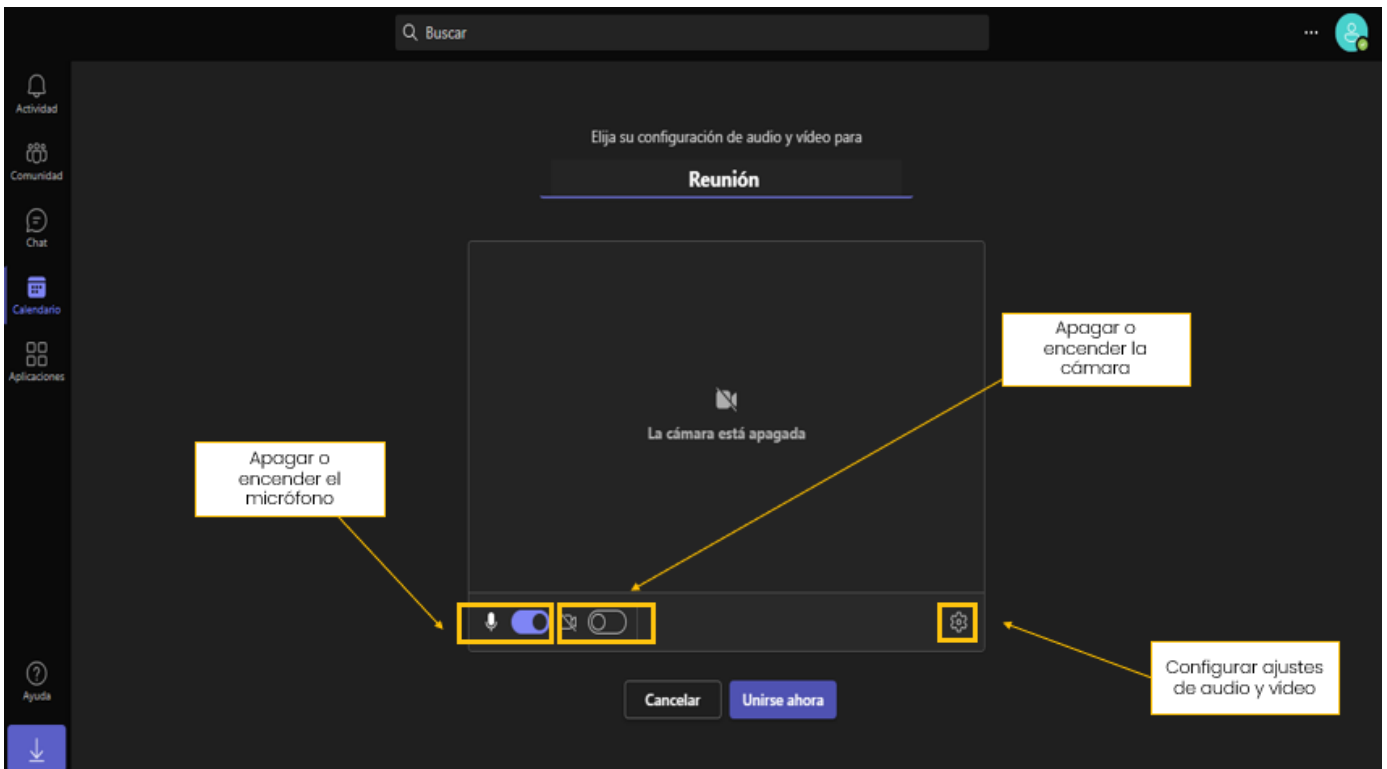 Buscar
...
Actividad
Comunidad
Chat
Calendario
Aplicaciones
Elija su configuración de audio y vídeo para
Reunión
La cámara está apagada
Apagar o
encender la
cámara
Apagar o
encender el
micrófono
Configurar ajustes
de audio y vídeo
Cancelar
Unirse ahora
Ayuda